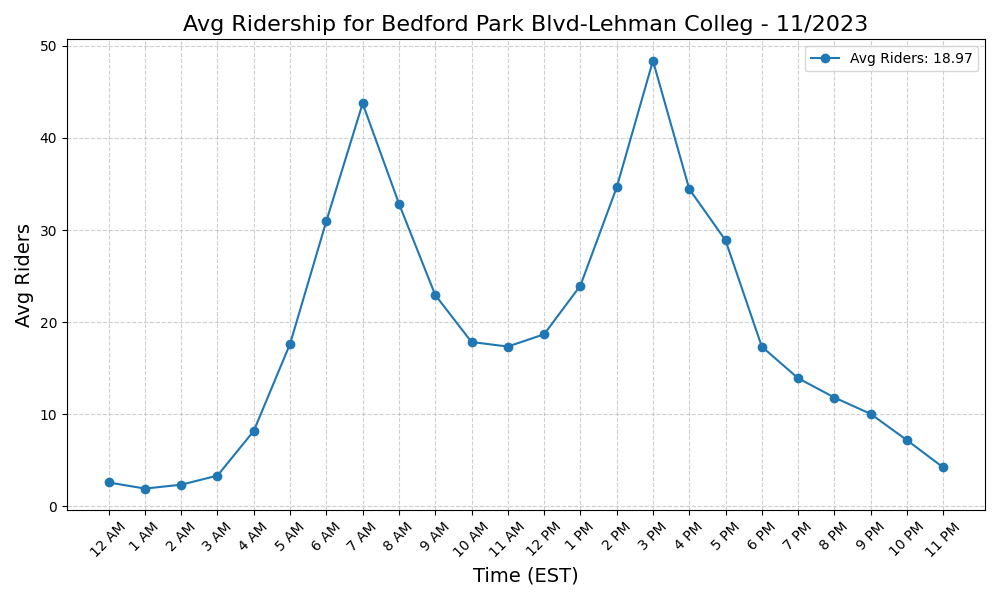 Avg Ridership for Bedford Park Blvd-Lehman Colleg - 11/2023
Avg Riders: 18.97
Avg Riders
50
40
30
20
10
0
12 AM
1 AM
2 AM
3 AM
4 AM
5 AM
6 AM
7 AM
8 AM
9 AM
10 AM
11 AM
12 PM
1 PM
2 PM
3 PM
4 PM
5 PM
6 PM
7 PM
8 PM
9 PM
10 PM
11 PM
Time (EST)